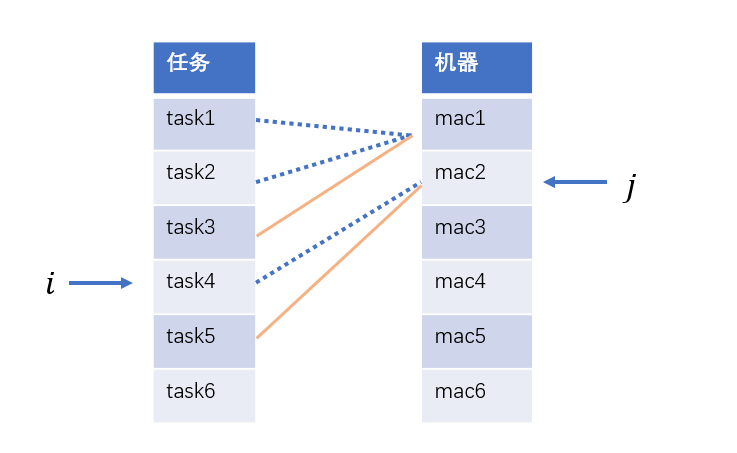 任务 机器
task1 mac1
task2 mac2
j
task3 mac3
i
task4 mac4
task5 mac5
task6 mac6